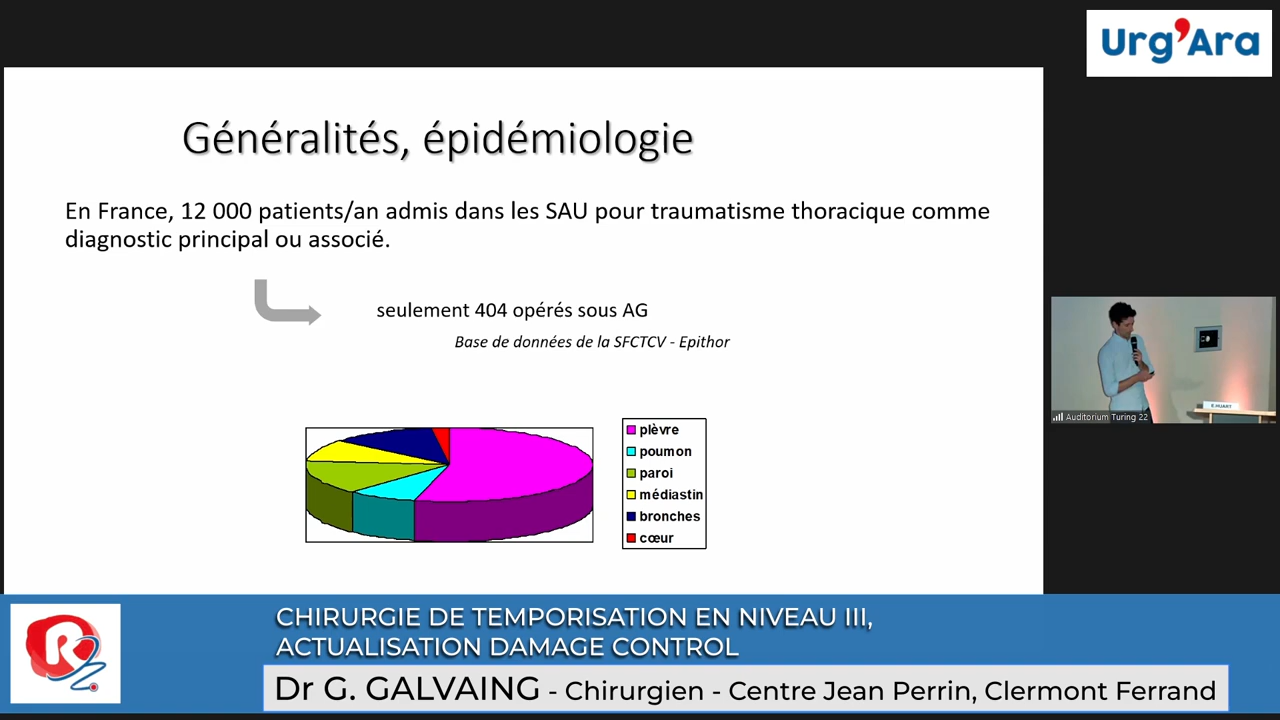 Urg'Ara
Généralités, épidémiologie
En France, 12 000 patients/an admis dans les SAU pour traumatisme thoracique comme
diagnostic principal ou associé.
seulement 404 opérés sous AG
Base de données de la SFCTCV - Epithor
plèvre
poumon
paroi
médiastin
bronches
cœur
E.HUART
Auditorium Turing 22
R
CHIRURGIE DE TEMPORISATION EN NIVEAU III,
ACTUALISATION DAMAGE CONTROL
Dr G. GALVAING - Chirurgien - Centre Jean Perrin, Clermont Ferrand